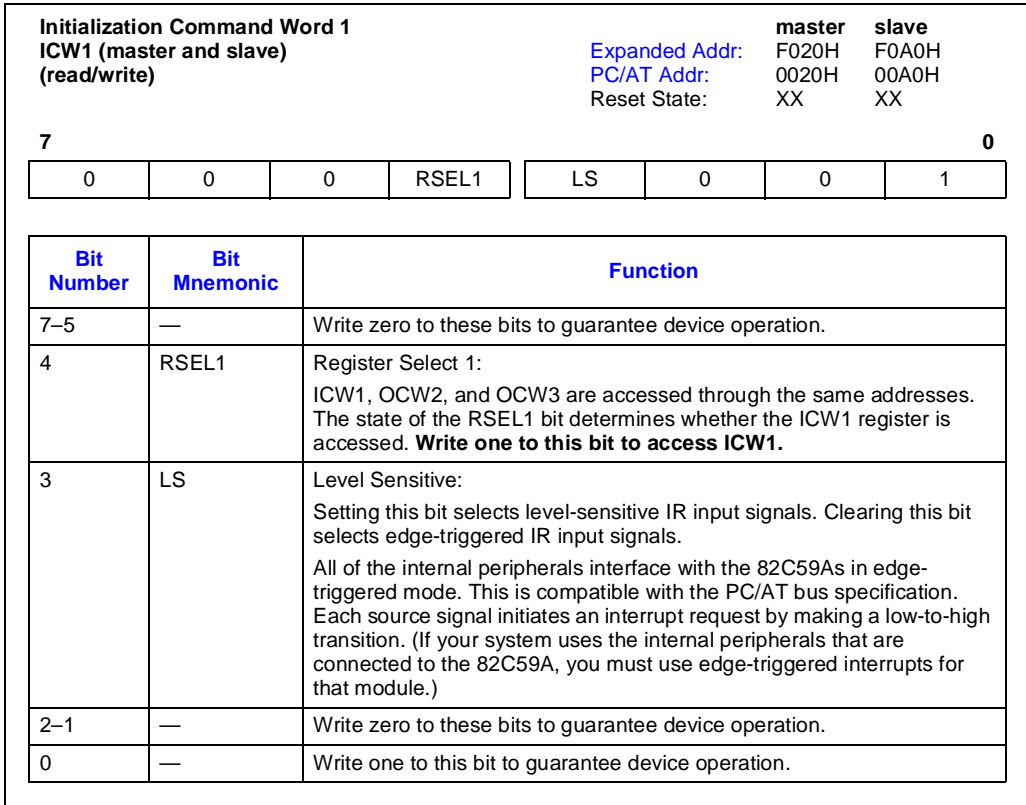 Initialization Command Word 1
ICW1 (master and slave)
(read/write)
master slave
Expanded Addr: F020H F0A0H
PC/AT Addr: 0020H 00A0H
Reset State: XX XX
7 0
0 0 0 RSEL1 LS 0 0 1
Bit Number Bit Mnemonic Function
7–5 — Write zero to these bits to guarantee device operation.
4 RSEL1 Register Select 1:
ICW1, OCW2, and OCW3 are accessed through the same addresses.
The state of the RSEL1 bit determines whether the ICW1 register is
accessed. Write one to this bit to access ICW1.
3 LS Level Sensitive:
Setting this bit selects level-sensitive IR input signals. Clearing this bit
selects edge-triggered IR input signals.
All of the internal peripherals interface with the 82C59As in edge-
triggered mode. This is compatible with the PC/AT bus specification.
Each source signal initiates an interrupt request by making a low-to-high
transition. (If your system uses the internal peripherals that are
connected to the 82C59A, you must use edge-triggered interrupts for
that module.)
2–1 — Write zero to these bits to guarantee device operation.
0 — Write one to this bit to guarantee device operation.